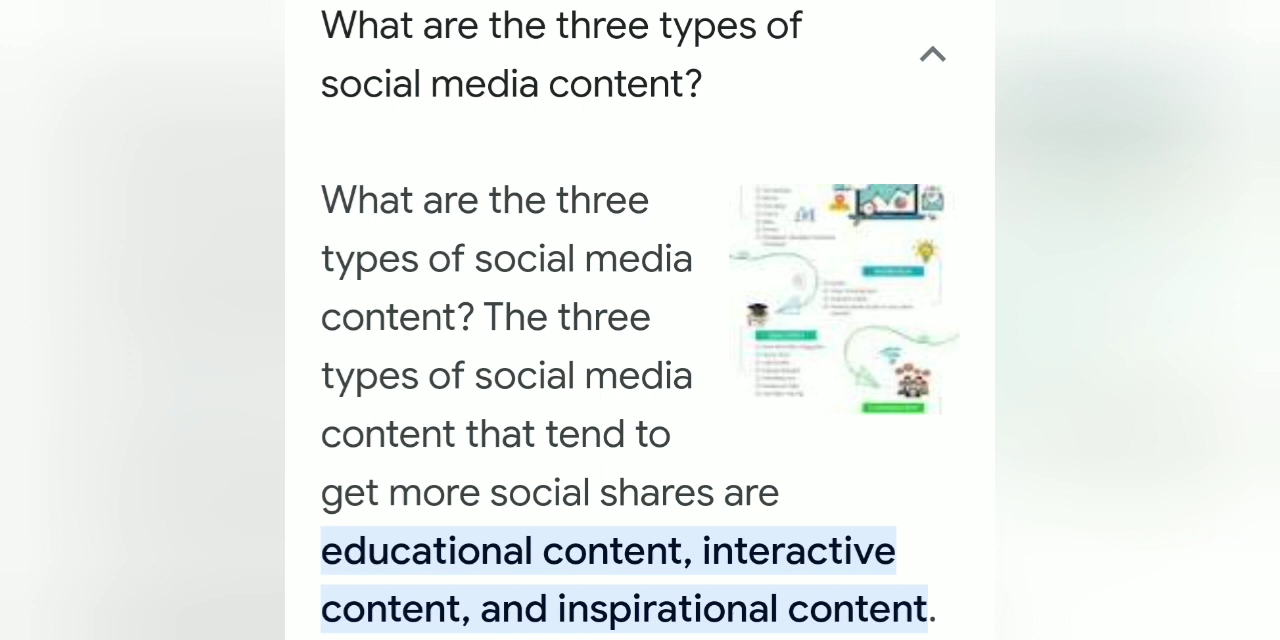 What are the three types of
social media content?
What are the three
types of social media
content? The three
types of social media
content that tend to
get more social shares are
educational content, interactive
content, and inspirational content.